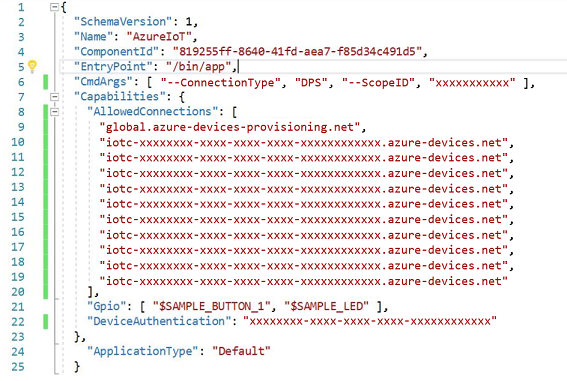 1 {
2 "SchemaVersion": 1,
3 "Name": "AzureIoT",
4 "ComponentId": "819255ff-8640-41fd-aea7-f85d34c491d5",
5 "EntryPoint": "/bin/app",
6 "CmdArgs": [ "--ConnectionType", "DPS", "--ScopeID", "xxxxxxxxxxx" ],
7 "Capabilities": {
8 "AllowedConnections": [
9 "global.azure-devices-provisioning.net",
10 "iotc-xxxxxxxx-xxxx-xxxx-xxxx-xxxxxxxxxxxx.azure-devices.net",
11 "iotc-xxxxxxxx-xxxx-xxxx-xxxx-xxxxxxxxxxxx.azure-devices.net",
12 "iotc-xxxxxxxx-xxxx-xxxx-xxxx-xxxxxxxxxxxx.azure-devices.net",
13 "iotc-xxxxxxxx-xxxx-xxxx-xxxx-xxxxxxxxxxxx.azure-devices.net",
14 "iotc-xxxxxxxx-xxxx-xxxx-xxxx-xxxxxxxxxxxx.azure-devices.net",
15 "iotc-xxxxxxxx-xxxx-xxxx-xxxx-xxxxxxxxxxxx.azure-devices.net",
16 "iotc-xxxxxxxx-xxxx-xxxx-xxxx-xxxxxxxxxxxx.azure-devices.net",
17 "iotc-xxxxxxxx-xxxx-xxxx-xxxx-xxxxxxxxxxxx.azure-devices.net",
18 "iotc-xxxxxxxx-xxxx-xxxx-xxxx-xxxxxxxxxxxx.azure-devices.net",
19 "iotc-xxxxxxxx-xxxx-xxxx-xxxx-xxxxxxxxxxxx.azure-devices.net"
20 ],
21 "Gpio": [ "$SAMPLE_BUTTON_1", "$SAMPLE_LED" ],
22 "DeviceAuthentication": "xxxxxxxx-xxxx-xxxx-xxxx-xxxxxxxxxxxx"
23 },
24 "ApplicationType": "Default"
25 }